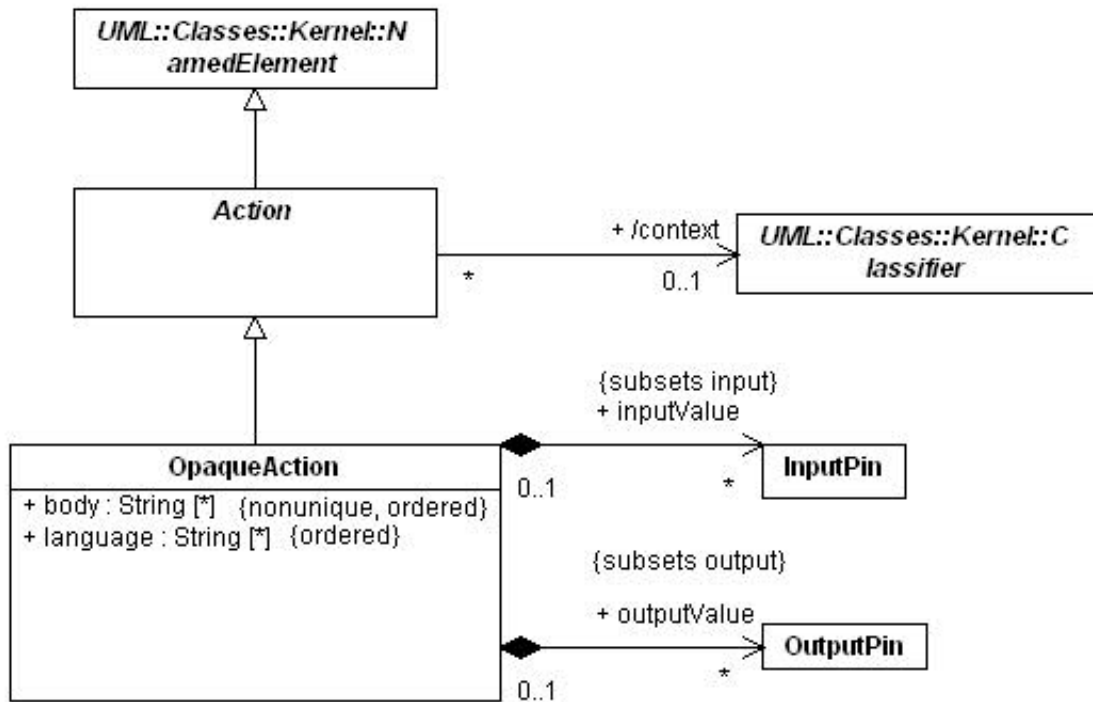 UML::Classes::Kernel::N
amedElement
Action
+ /context
*
0..1
UML::Classes::Kernel::C
lassifier
{subsets input}
+ inputValue
0..1
*
InputPin
OpaqueAction
+ body : String [*] {nonunique, ordered}
+ language : String [*] {ordered}
{subsets output}
+ outputValue
0..1
*
OutputPin